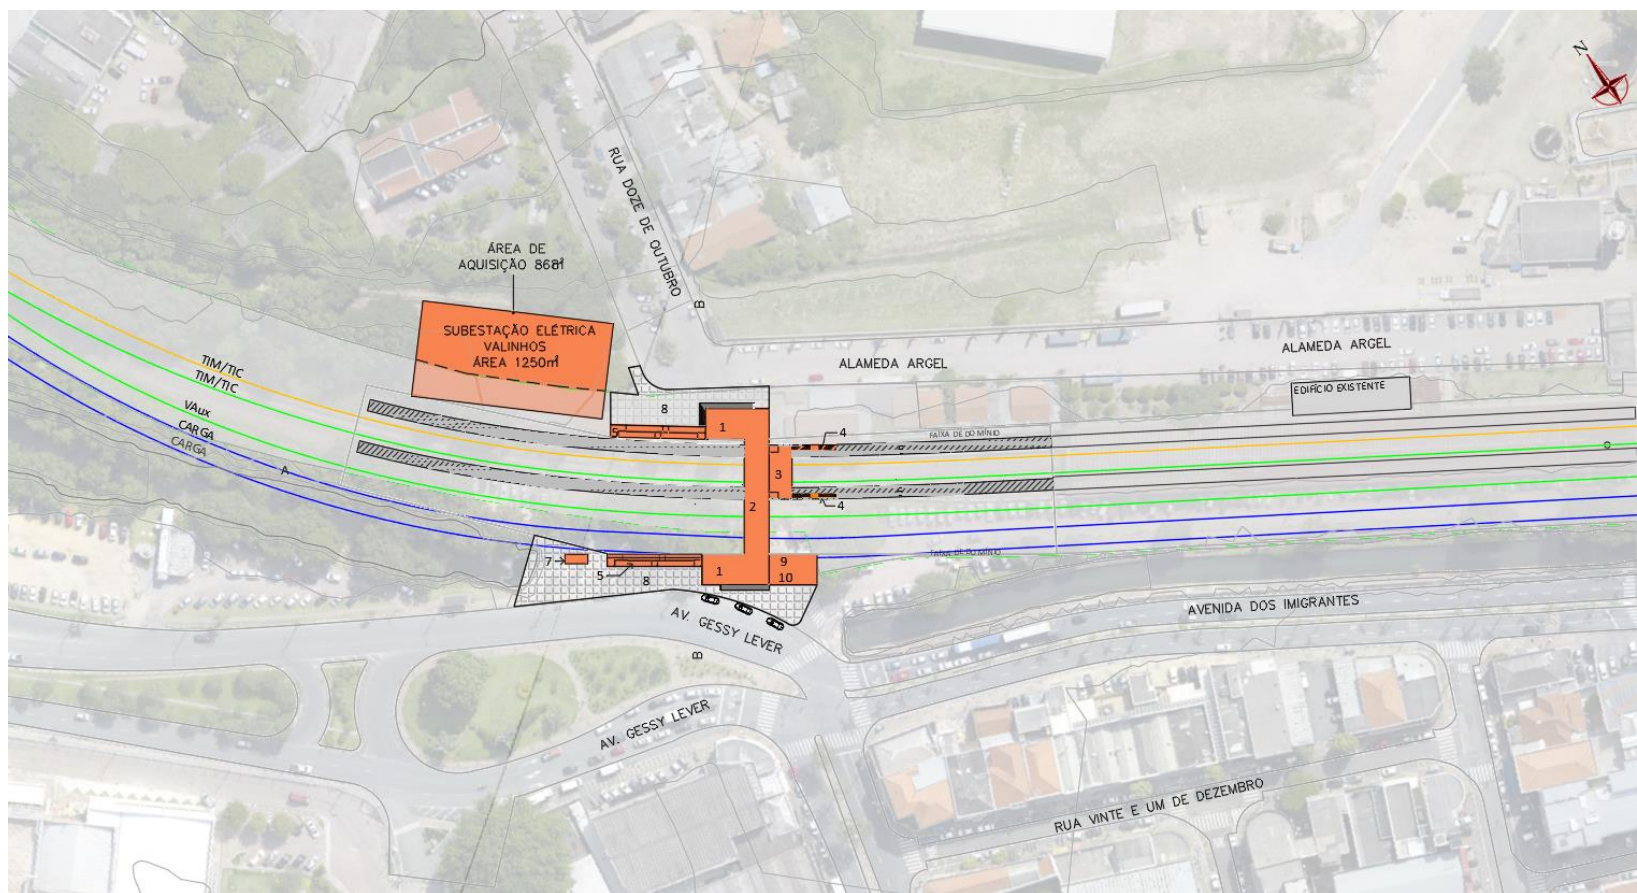 N
RUA DOZE DE OUTUBRO
ÁREA DE
AQUISIÇÃO 868m²
B
SUBESTAÇÃO ELÉTRICA
VALINHOS
ÁREA 1250m²
ALAMEDA ARGEL
ALAMEDA ARGEL
EDIFÍCIO EXISTENTE
TIM/TIC
TIM/TIC
VAux
CARGA
CARGA
A
8
5
1
4
FAIXA DE DOMÍNIO
3
4
2
FAIXA DE DOMÍNIO
7
5
8
1
9
10
AV. GESSY LEVER
AVENIDA DOS IMIGRANTES
B
AV. GESSY LEVER
RUA VINTE E UM DE DEZEMBRO